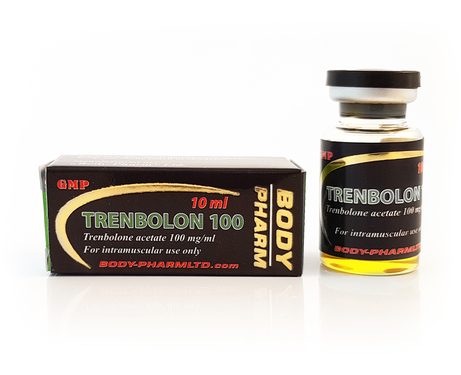 GMP
10 ml
TRENBOLON 100
Trenbolone acetate 100 mg/ml
For intramuscular use only
BODY-PHARMLTD.com
BODY
PHARM
GMP
TRENBOLON
Trenbolone acetate 100
For intramuscular use
BODY-PHARMLTD